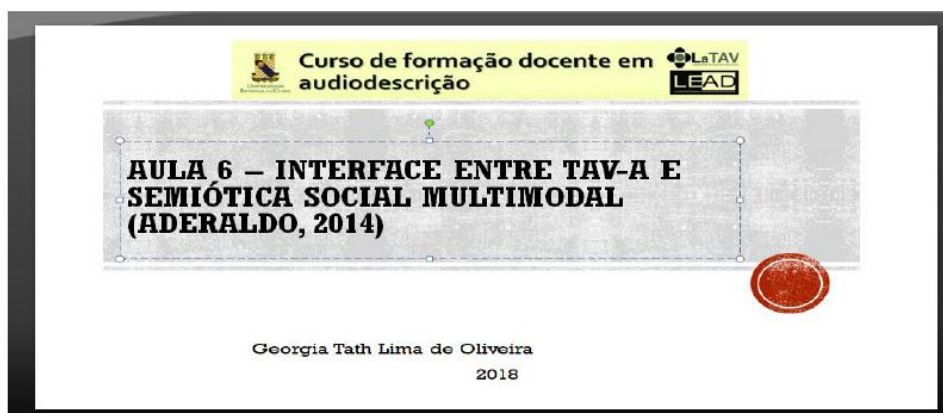 Curso de formação docente em
audiodescrição
LaTAV
LEAD
AULA 6 – INTERFACE ENTRE TAV-A E
SEMIÓTICA SOCIAL MULTIMODAL
(ADERALDO, 2014)
Georgia Tath Lima de Oliveira
2018